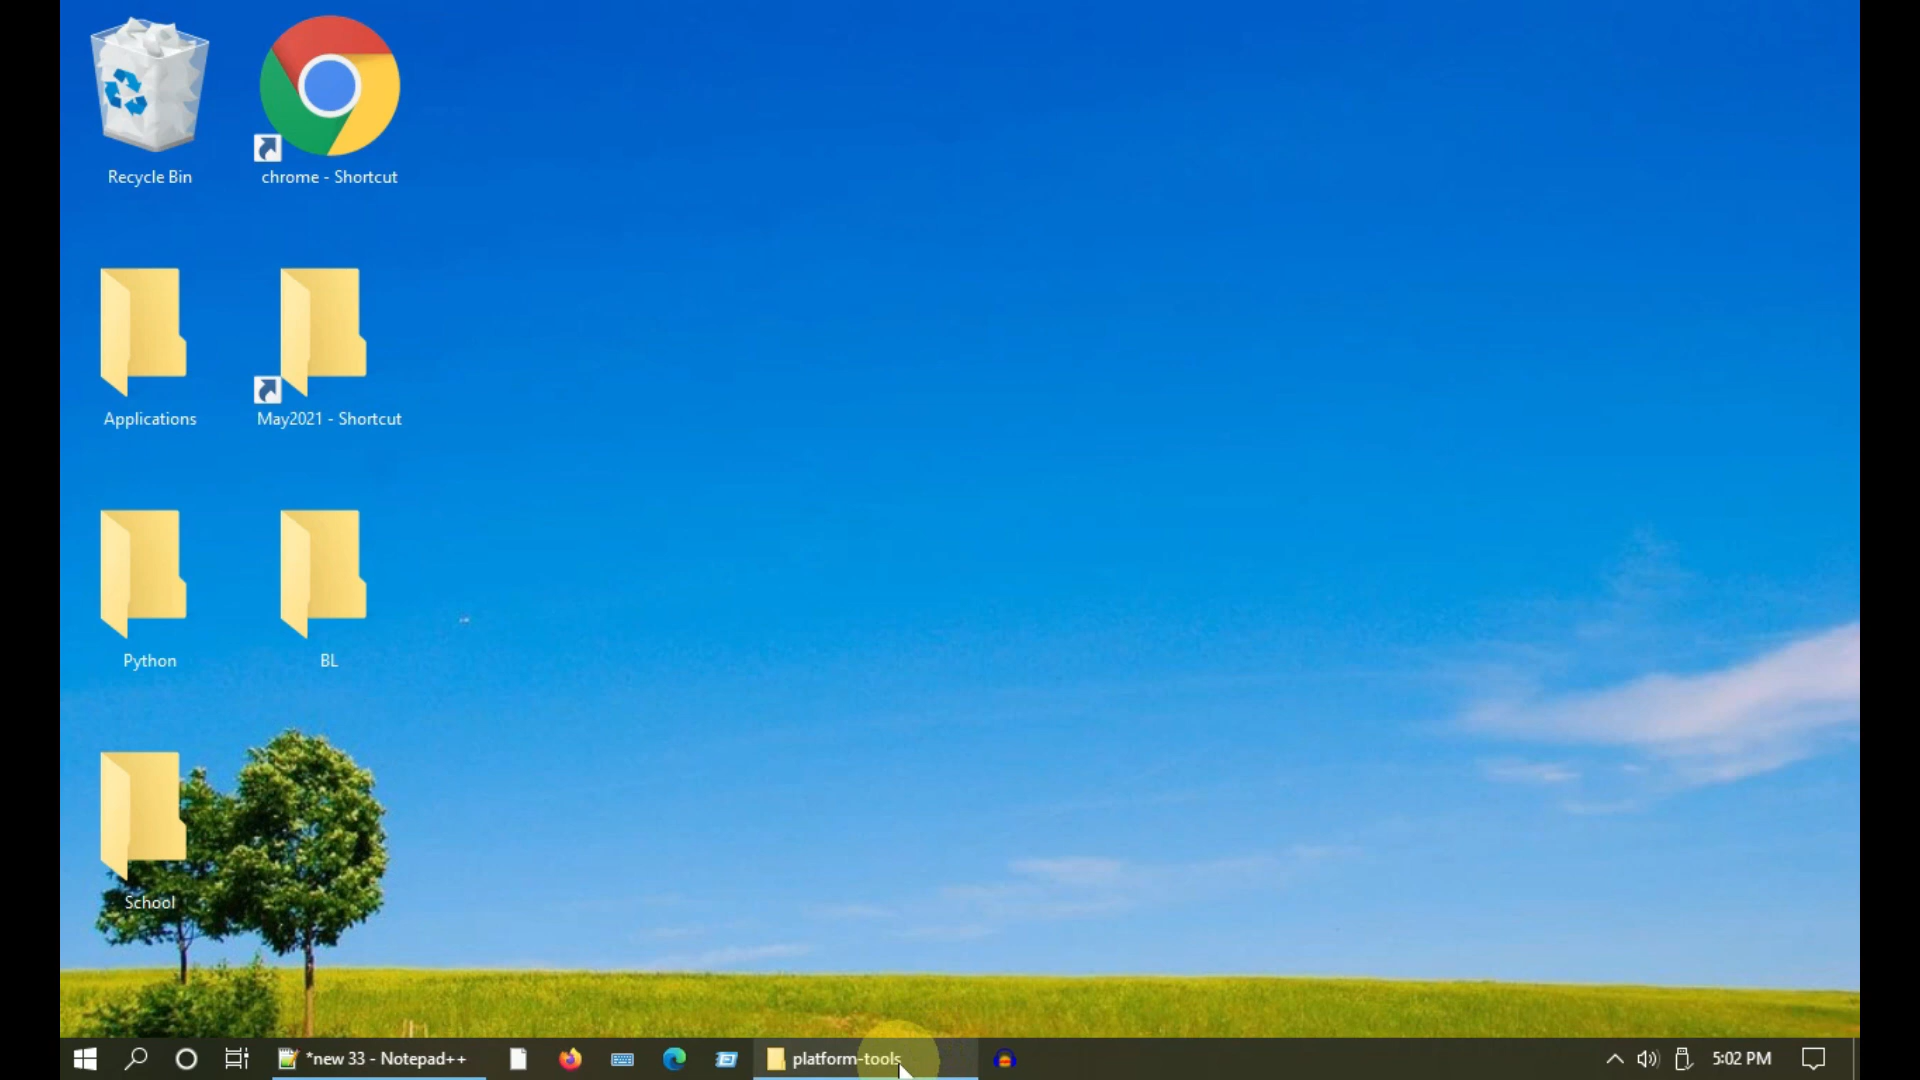 Recycle Bin
chrome - Shortcut
Applications
May2021 - Shortcut
Python
BL
School
*new 33 - Notepad++
platform-tools
5:02 PM